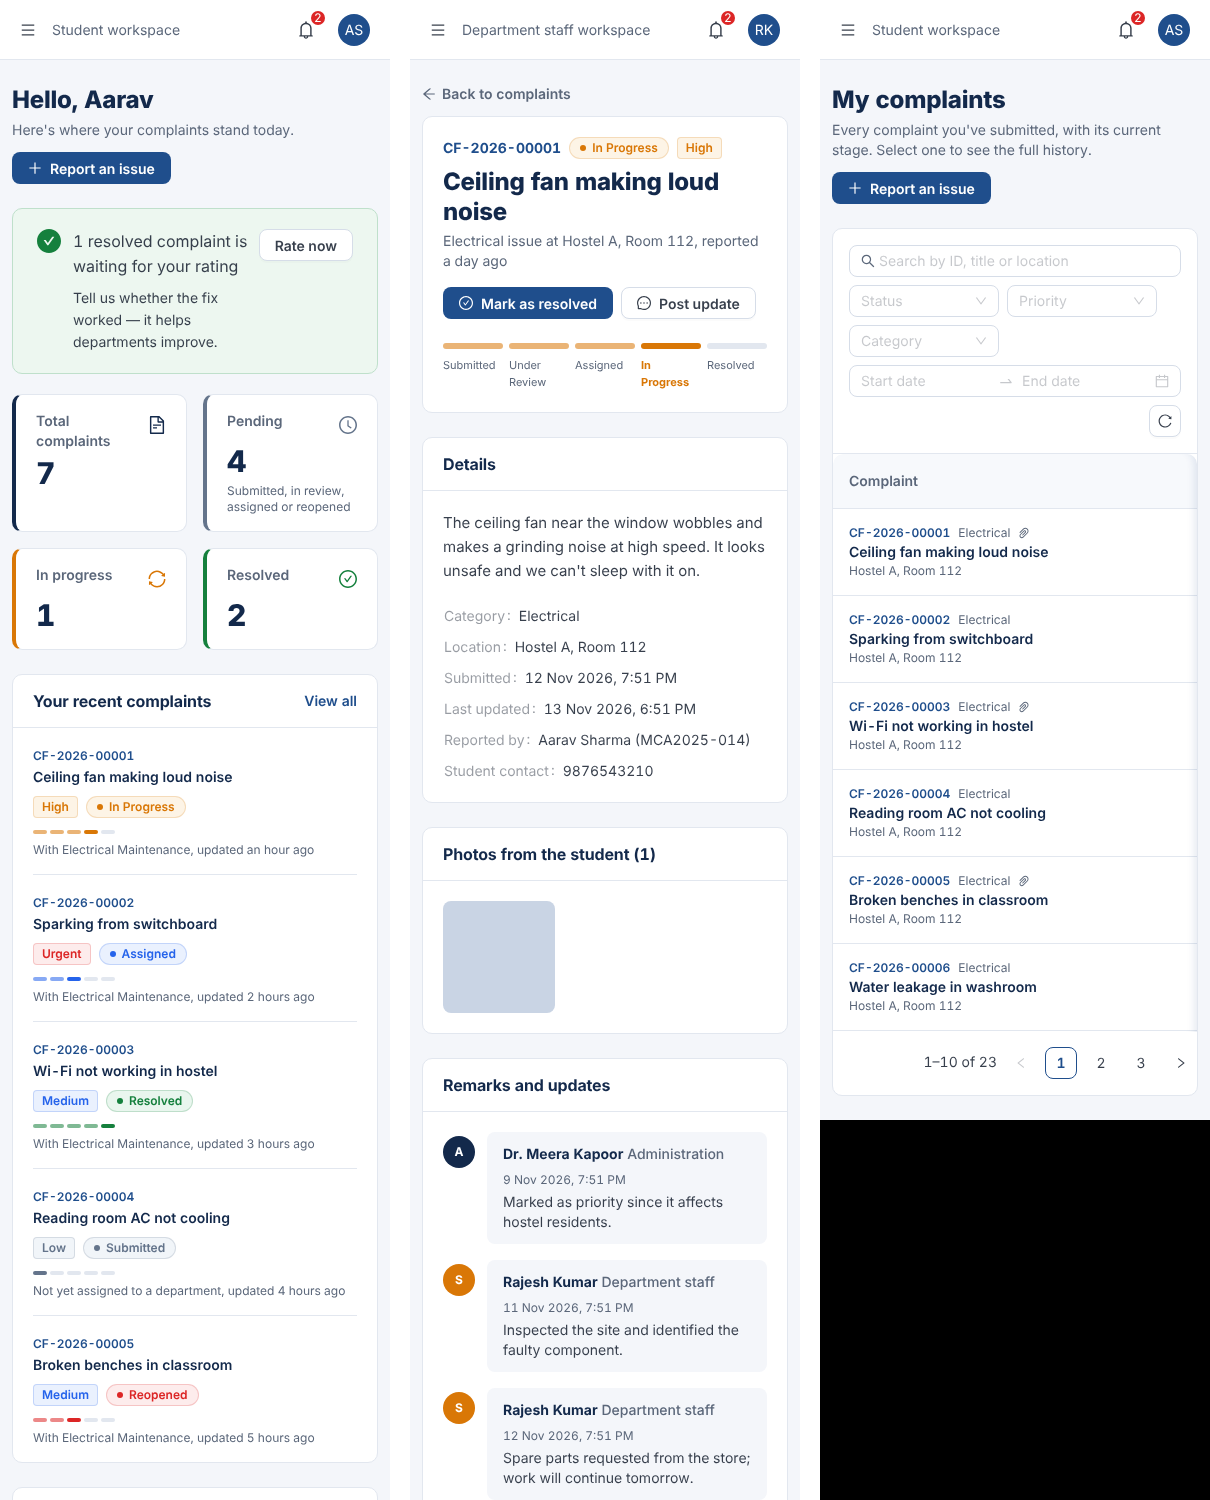 Student workspace
2
AS
Hello, Aarav
Here's where your complaints stand today.
+ Report an issue
1 resolved complaint is
waiting for your rating
Rate now
Tell us whether the fix
worked — it helps
departments improve.
Total
complaints
7
Pending
4
Submitted, in review,
assigned or reopened
In progress
1
Resolved
2
Your recent complaints
View all
CF-2026-00001
Ceiling fan making loud noise
High
In Progress
With Electrical Maintenance, updated an hour ago
CF-2026-00002
Sparking from switchboard
Urgent
Assigned
With Electrical Maintenance, updated 2 hours ago
CF-2026-00003
Wi-Fi not working in hostel
Medium
Resolved
With Electrical Maintenance, updated 3 hours ago
CF-2026-00004
Reading room AC not cooling
Low
Submitted
Not yet assigned to a department, updated 4 hours ago
CF-2026-00005
Broken benches in classroom
Medium
Reopened
With Electrical Maintenance, updated 5 hours ago
Department staff workspace
2
RK
Back to complaints
CF-2026-00001
In Progress
High
Ceiling fan making loud
noise
Electrical issue at Hostel A, Room 112, reported
a day ago
Mark as resolved
Post update
Submitted
Under
Review
Assigned
In
Progress
Resolved
Details
The ceiling fan near the window wobbles and
makes a grinding noise at high speed. It looks
unsafe and we can't sleep with it on.
Category: Electrical
Location: Hostel A, Room 112
Submitted: 12 Nov 2026, 7:51 PM
Last updated: 13 Nov 2026, 6:51 PM
Reported by: Aarav Sharma (MCA2025-014)
Student contact: 9876543210
Photos from the student (1)
Remarks and updates
A
Dr. Meera Kapoor Administration
9 Nov 2026, 7:51 PM
Marked as priority since it affects
hostel residents.
S
Rajesh Kumar Department staff
11 Nov 2026, 7:51 PM
Inspected the site and identified the
faulty component.
S
Rajesh Kumar Department staff
12 Nov 2026, 7:51 PM
Spare parts requested from the store;
work will continue tomorrow.
Student workspace
2
AS
My complaints
Every complaint you've submitted, with its current
stage. Select one to see the full history.
+ Report an issue
Search by ID, title or location
Status
Priority
Category
Start date → End date
Complaint
CF-2026-00001 Electrical
Ceiling fan making loud noise
Hostel A, Room 112
CF-2026-00002 Electrical
Sparking from switchboard
Hostel A, Room 112
CF-2026-00003 Electrical
Wi-Fi not working in hostel
Hostel A, Room 112
CF-2026-00004 Electrical
Reading room AC not cooling
Hostel A, Room 112
CF-2026-00005 Electrical
Broken benches in classroom
Hostel A, Room 112
CF-2026-00006 Electrical
Water leakage in washroom
Hostel A, Room 112
1–10 of 23 < 1 2 3 >